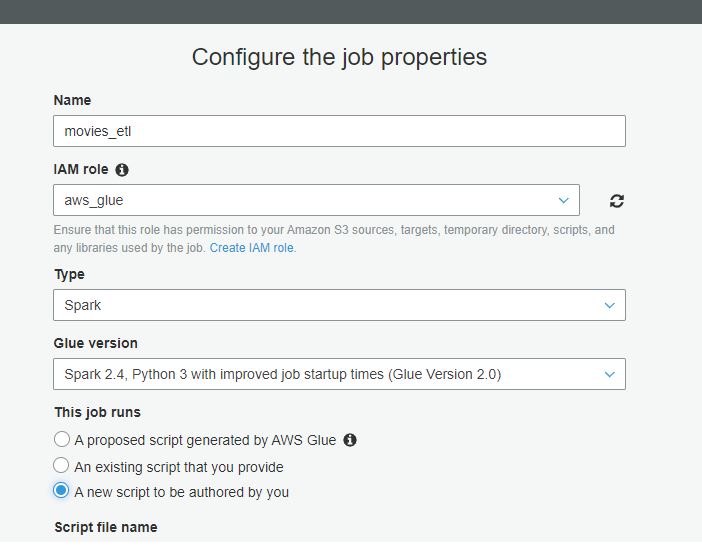 Configure the job properties
Name
movies_etl
IAM role
aws_glue
Ensure that this role has permission to your Amazon S3 sources, targets, temporary directory, scripts, and
any libraries used by the job. Create IAM role.
Type
Spark
Glue version
Spark 2.4, Python 3 with improved job startup times (Glue Version 2.0)
This job runs
A proposed script generated by AWS Glue
An existing script that you provide
A new script to be authored by you
Script file name